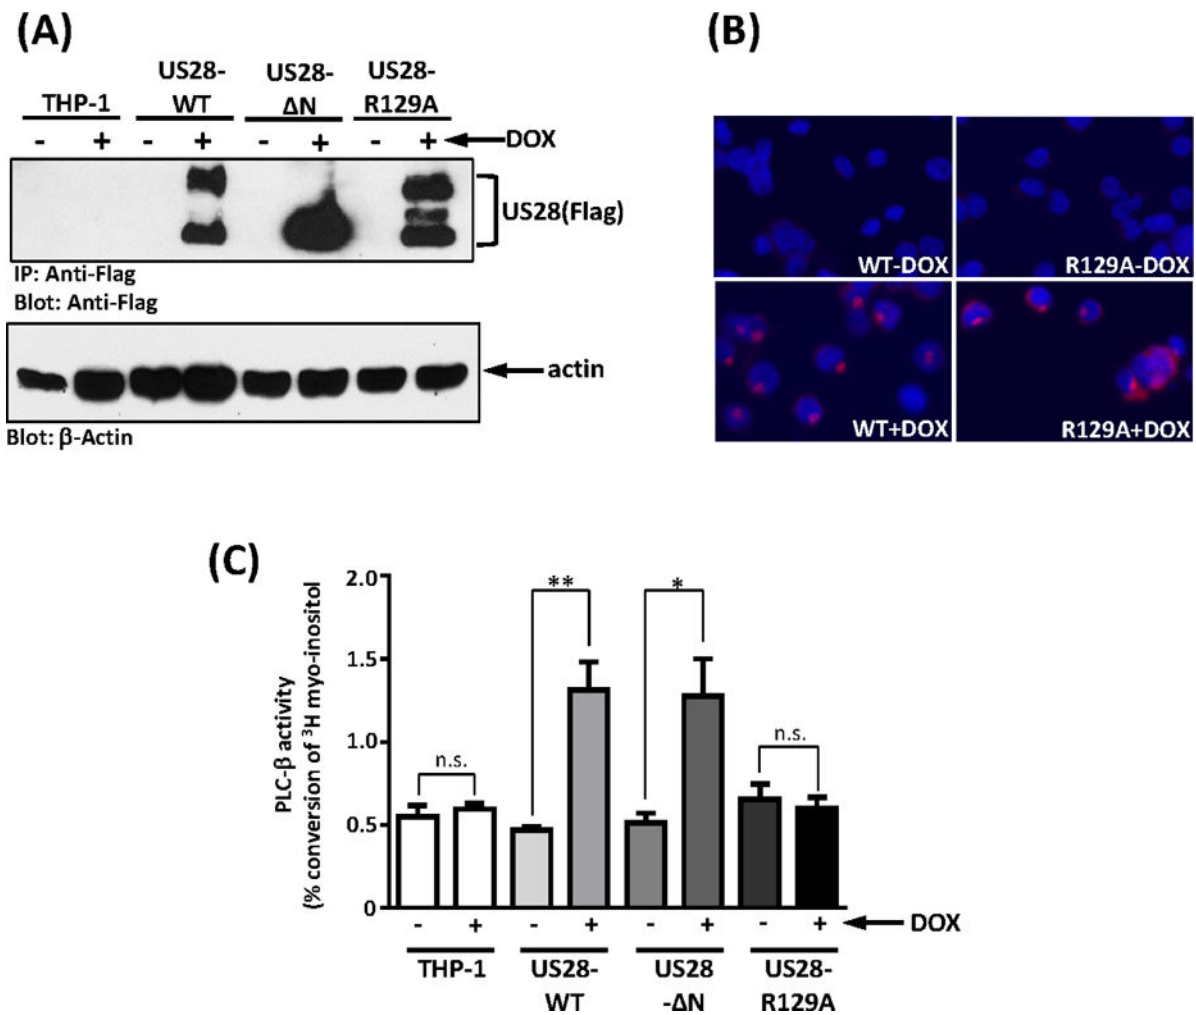 (A)
THP-1
US28-
WT
US28-
ΔN
US28-
R129A
- + - + - + - + DOX
US28(Flag)
IP: Anti-Flag
Blot: Anti-Flag
actin
Blot: β-Actin
(B)
WT-DOX
R129A-DOX
WT+DOX
R129A+DOX
(C)
PLC-β activity
(% conversion of ³H myo-inositol
2.0
1.5
1.0
0.5
0
n.s.
**
*
n.s.
- + - + - + - + DOX
THP-1
US28-
WT
US28
-ΔN
US28-
R129A